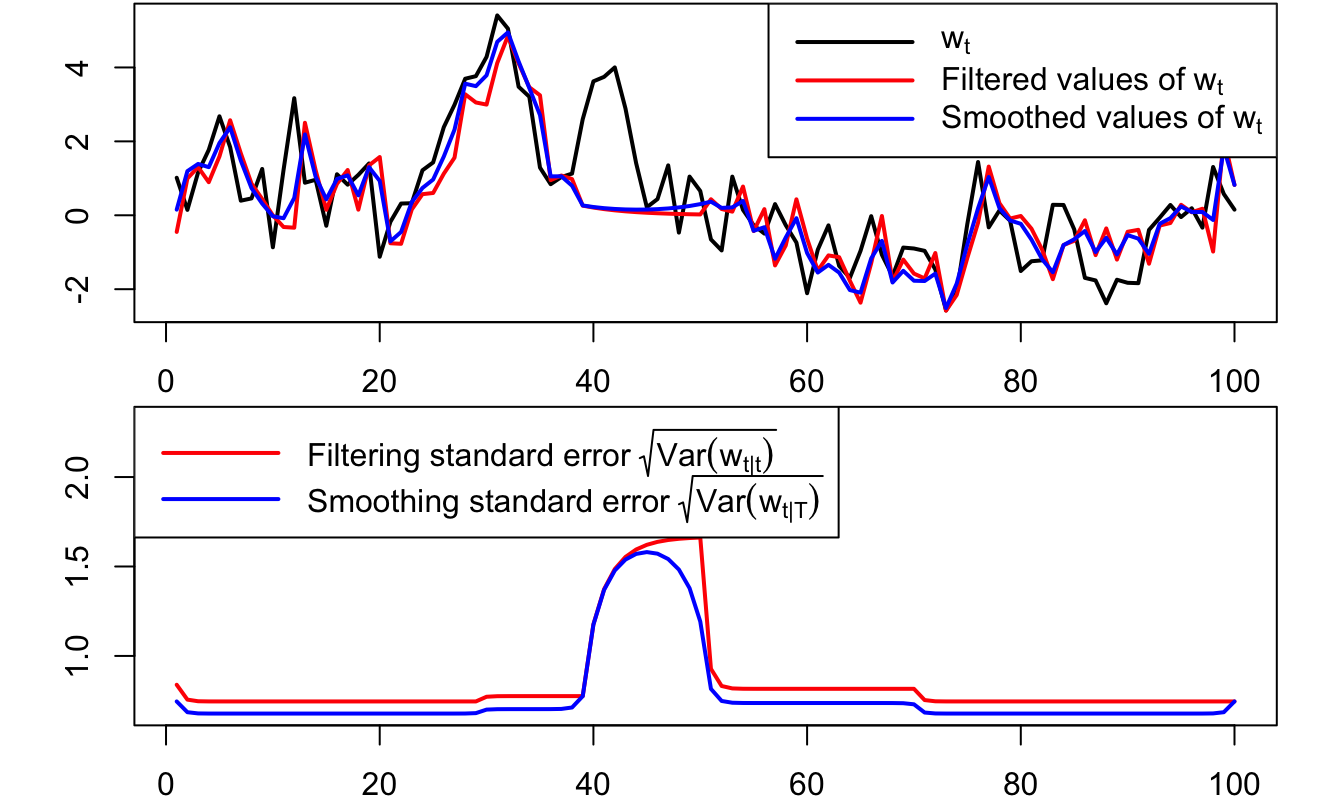 4
2
0
-2
w_t
Filtered values of w_t
Smoothed values of w_t
0 20 40 60 80 100
2.0
1.5
1.0
Filtering standard error √Var(w_t|t)
Smoothing standard error √Var(w_t|T)
0 20 40 60 80 100